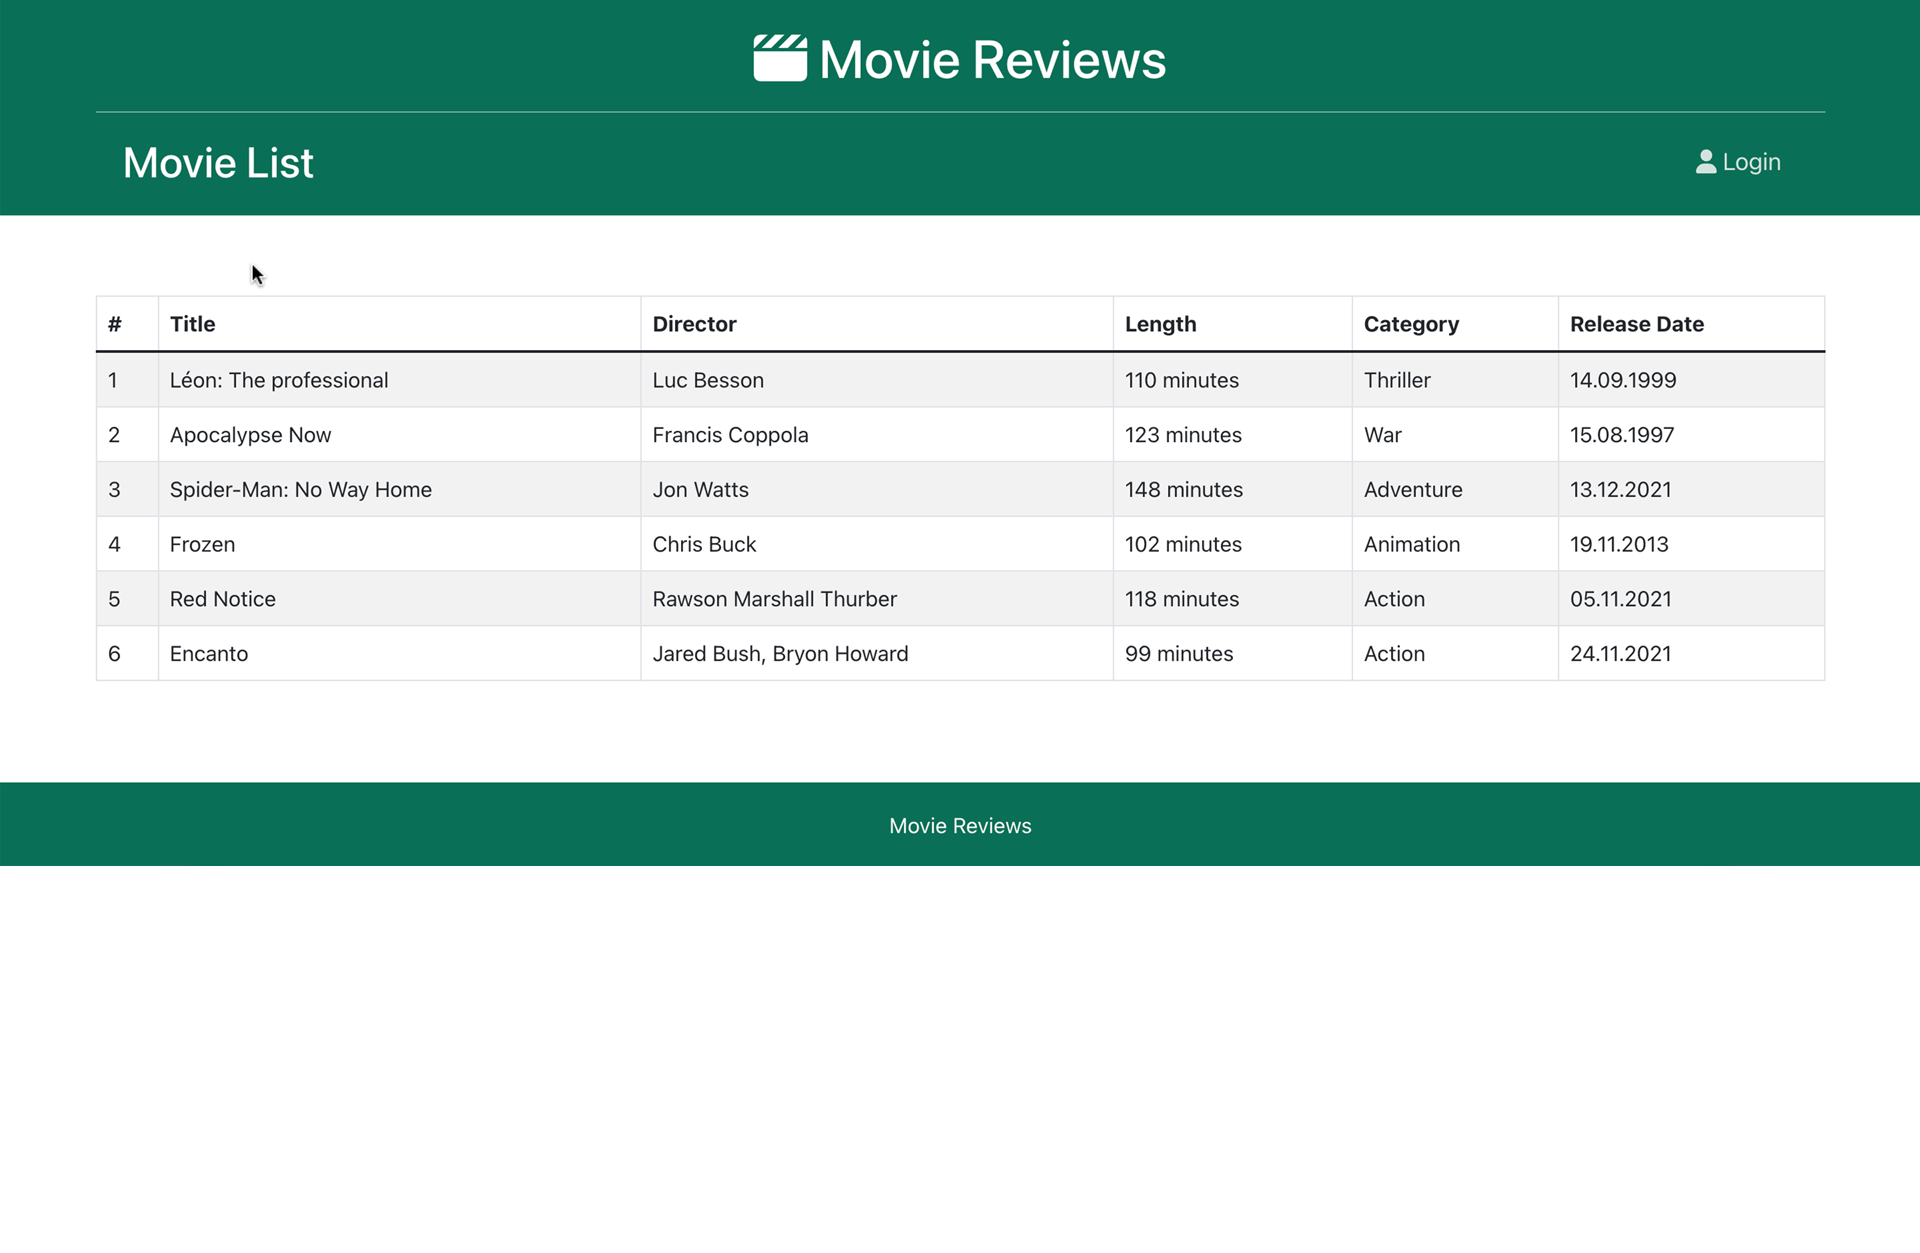 Movie Reviews
Movie List Login
# Title Director Length Category Release Date
1 Léon: The professional Luc Besson 110 minutes Thriller 14.09.1999
2 Apocalypse Now Francis Coppola 123 minutes War 15.08.1997
3 Spider-Man: No Way Home Jon Watts 148 minutes Adventure 13.12.2021
4 Frozen Chris Buck 102 minutes Animation 19.11.2013
5 Red Notice Rawson Marshall Thurber 118 minutes Action 05.11.2021
6 Encanto Jared Bush, Bryon Howard 99 minutes Action 24.11.2021
Movie Reviews